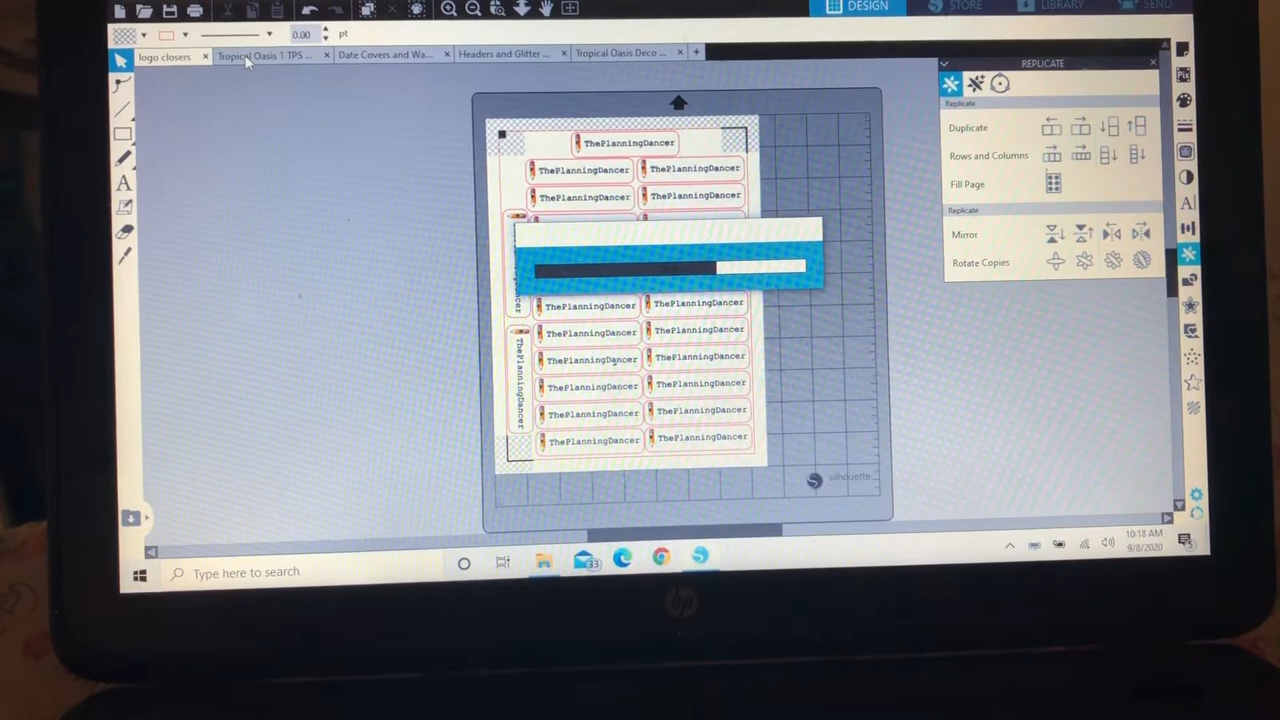 DESIGN
STORE
LIBRARY
SEND
0.00 pt
logo closers
Tropical Oasis 1 TPS ...
Date Covers and Wa...
Headers and Glitter ...
Tropical Oasis Deco ...
REPLICATE
Replicate
Duplicate
Rows and Columns
Fill Page
Replicate
Mirror
Rotate Copies
ThePlanningDancer
ThePlanningDancer ThePlanningDancer
ThePlanningDancer ThePlanningDancer
ThePlanningDancer ThePlanningDancer
ThePlanningDancer ThePlanningDancer
ThePlanningDancer ThePlanningDancer
ThePlanningDancer ThePlanningDancer
ThePlanningDancer ThePlanningDancer
ThePlanningDancer ThePlanningDancer
ThePlanningDancer
silhouette
Type here to search
33
10:18 AM
9/8/2020
hp